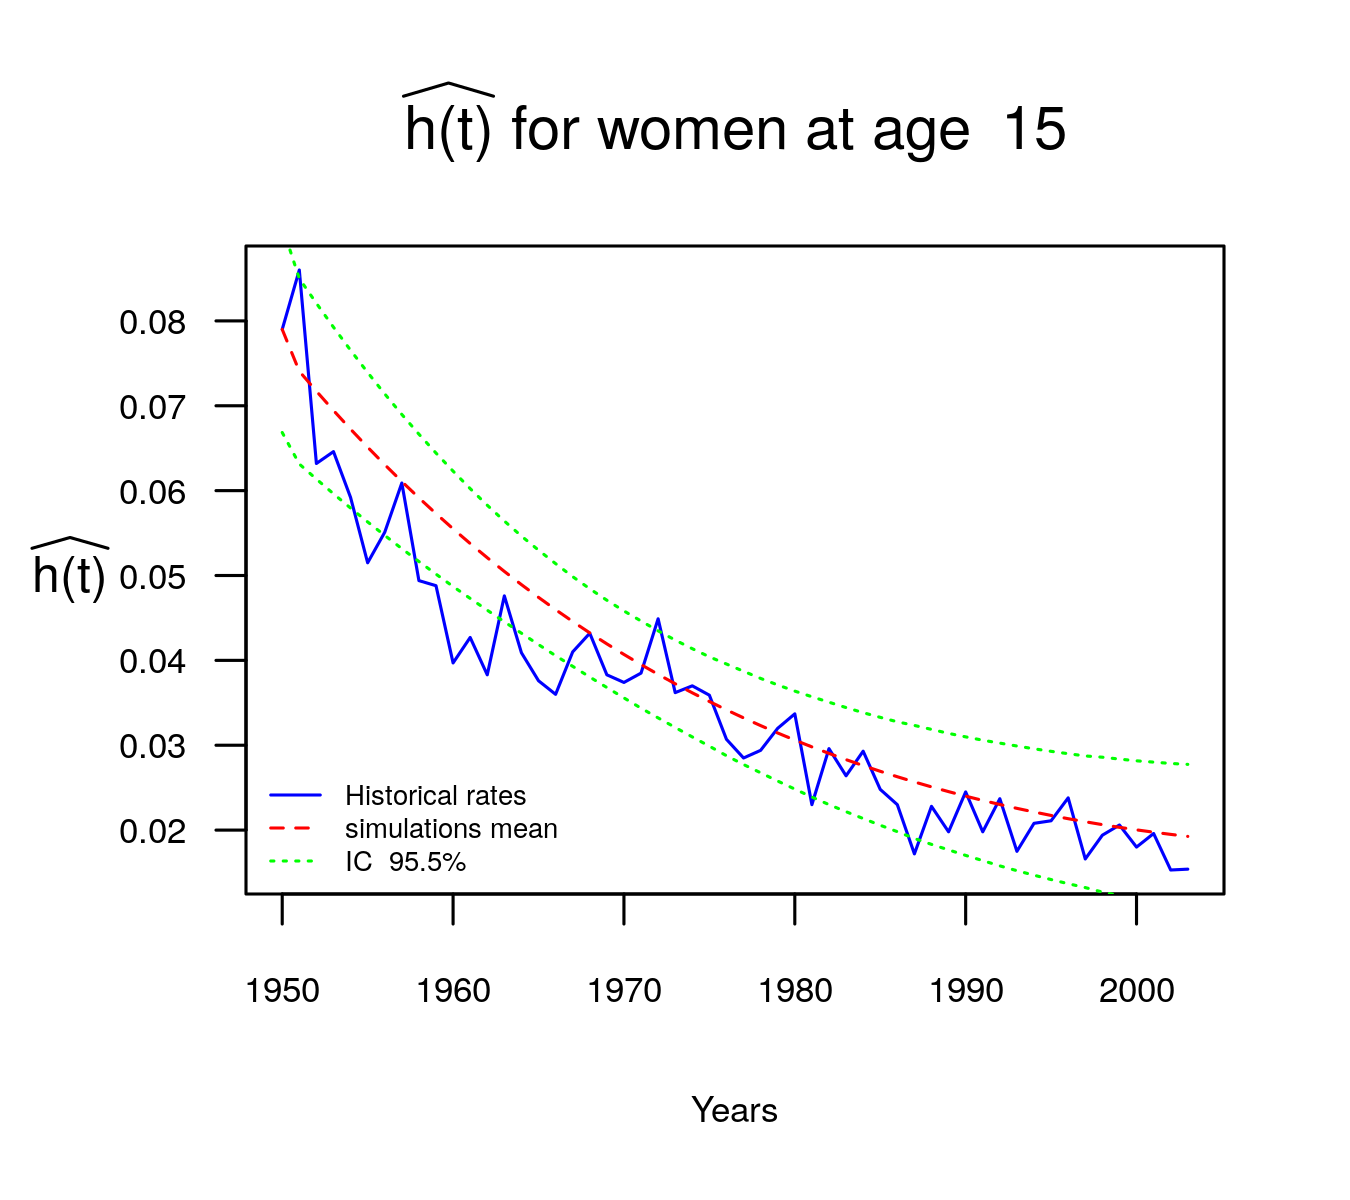 h(t) for women at age 15
h(t)
0.08
0.07
0.06
0.05
0.04
0.03
0.02
Historical rates
simulations mean
IC 95.5%
1950 1960 1970 1980 1990 2000
Years